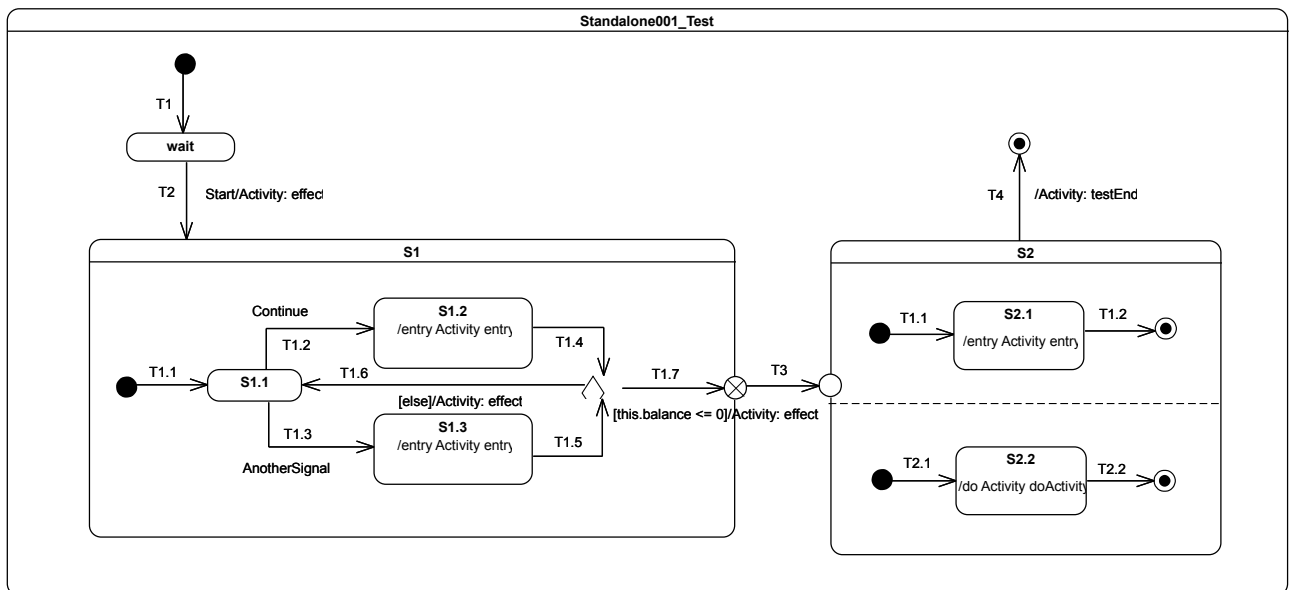 Standalone001_Test
T1
wait
T2
Start/Activity: effect
T4
/Activity: testEnd
S1
S2
Continue
S1.2
/entry Activity entry
T1.2
T1.4
T1.1
S1.1
T1.6
T1.7
T3
[else]/Activity: effect
[this.balance <= 0]/Activity: effect
T1.3
S1.3
/entry Activity entry
T1.5
AnotherSignal
T1.1
S2.1
/entry Activity entry
T1.2
T2.1
S2.2
/do Activity doActivity
T2.2